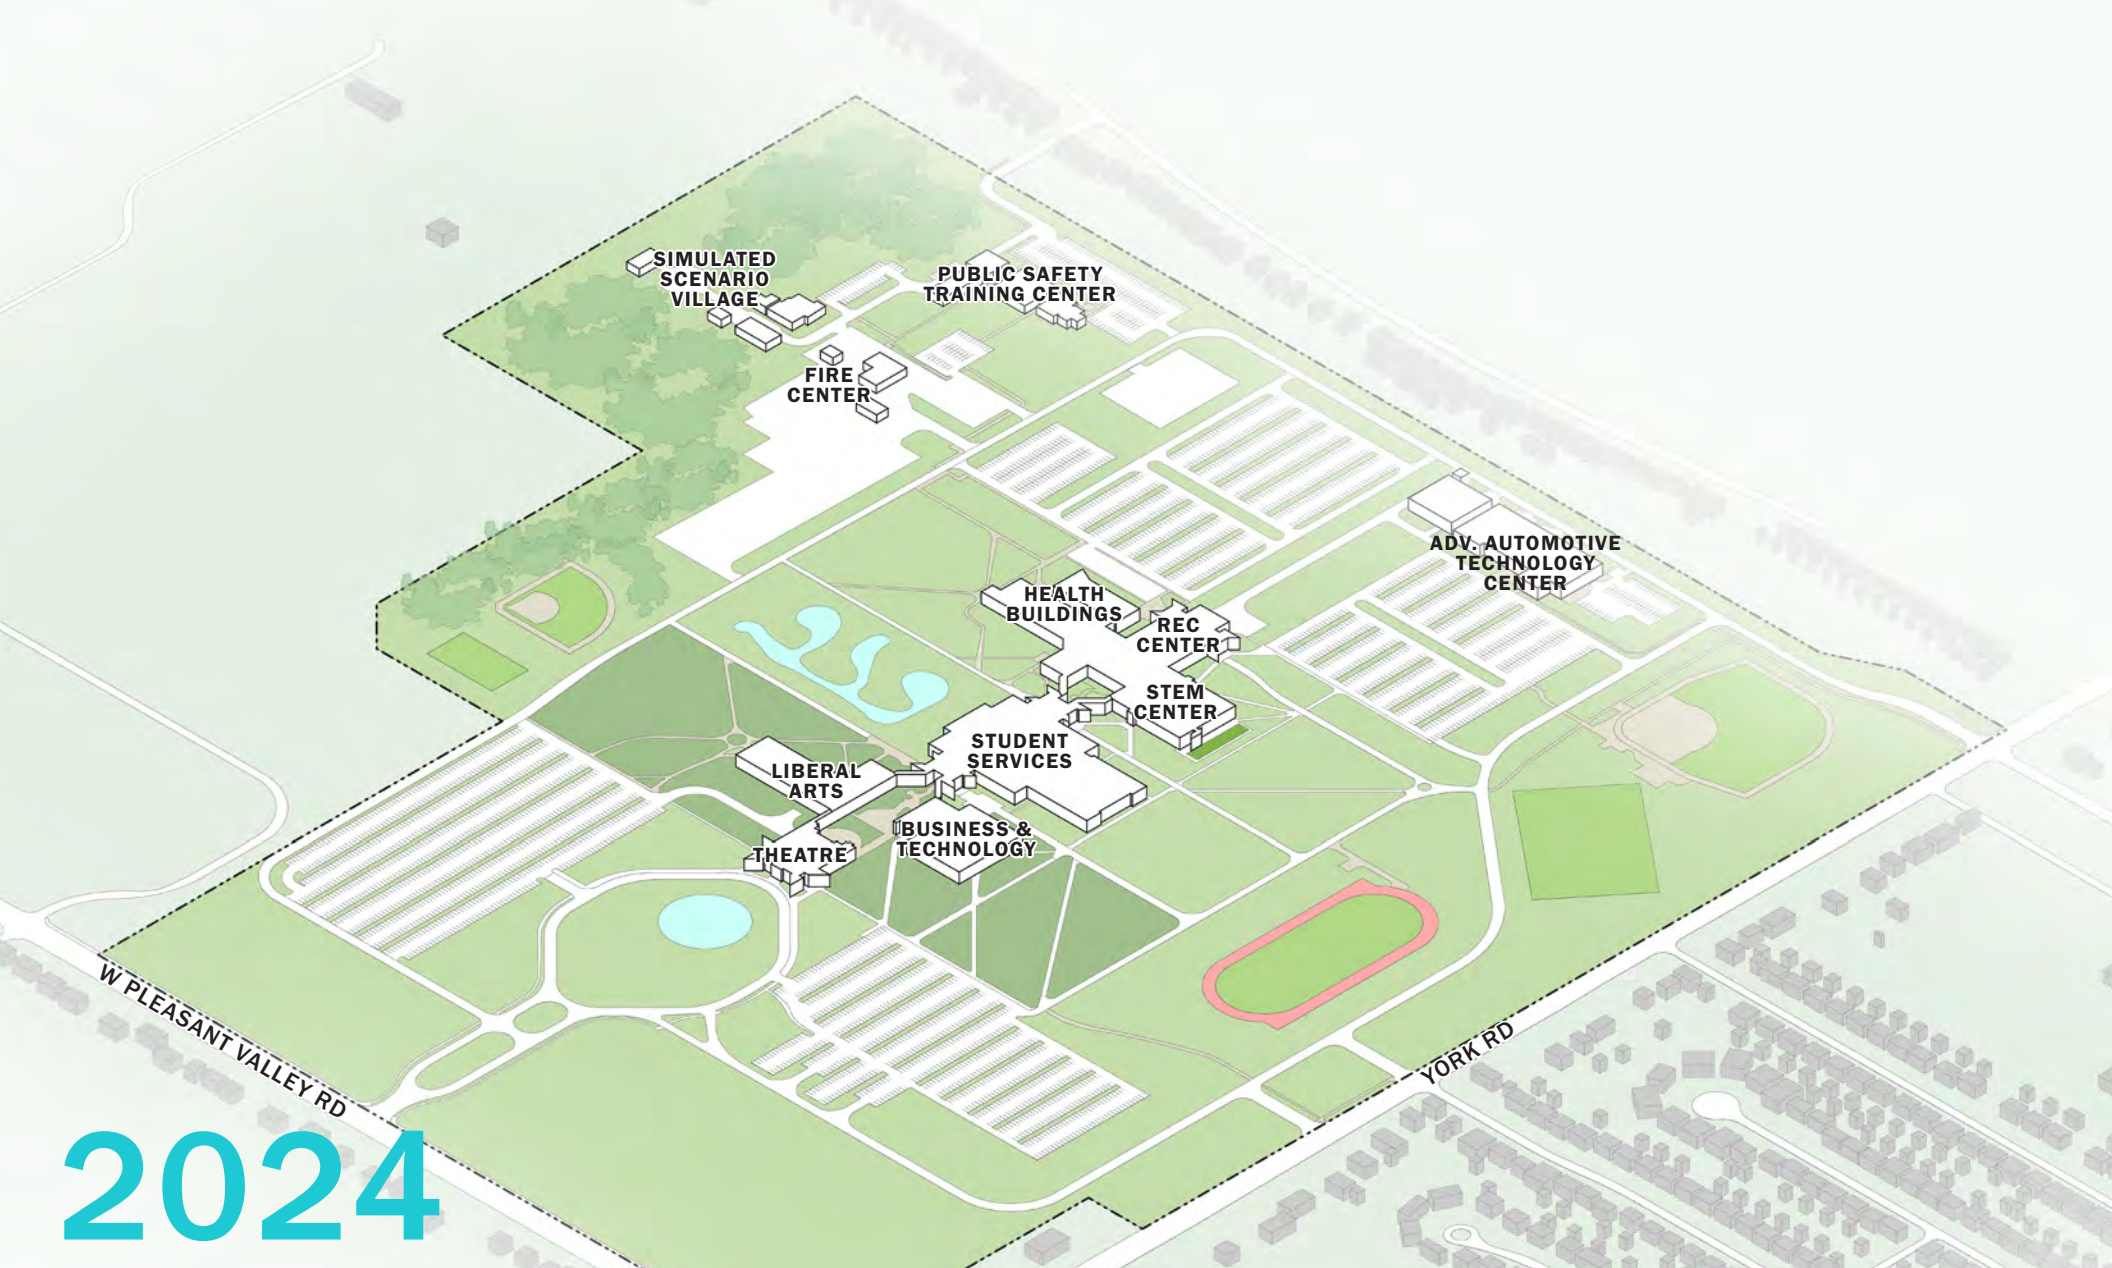 SIMULATED
SCENARIO
VILLAGE
PUBLIC SAFETY
TRAINING CENTER
FIRE
CENTER
ADV. AUTOMOTIVE
TECHNOLOGY
CENTER
HEALTH
BUILDINGS
REC
CENTER
STEM
CENTER
STUDENT
SERVICES
LIBERAL
ARTS
BUSINESS &
TECHNOLOGY
THEATRE
W PLEASANT VALLEY RD
YORK RD
2024